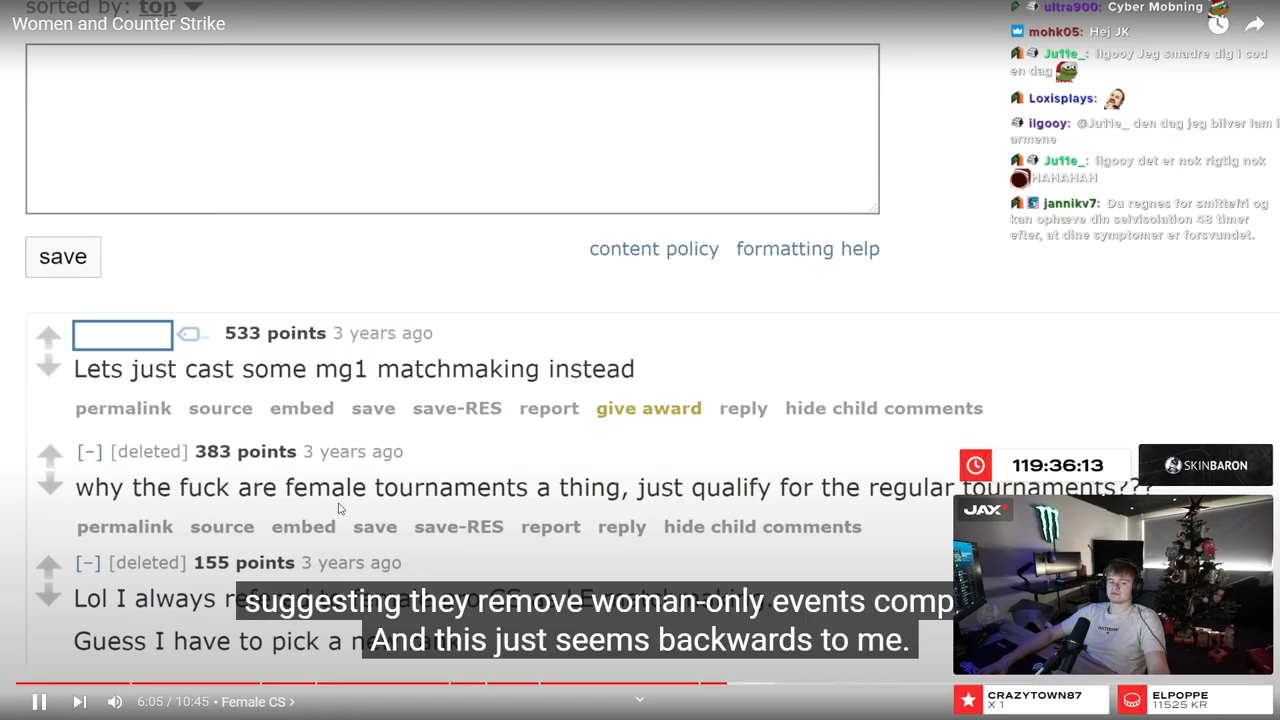 sorted by: top
Women and Counter Strike
save
content policy formatting help
533 points 3 years ago
Lets just cast some mg1 matchmaking instead
permalink source embed save save-RES report give award reply hide child comments
[–] [deleted] 383 points 3 years ago
why the fuck are female tournaments a thing, just qualify for the regular tournaments???
permalink source embed save save-RES report reply hide child comments
[–] [deleted] 155 points 3 years ago
Lol I always
suggesting they remove woman-only events comp
Guess I have to pick a
And this just seems backwards to me.
6:05 / 10:45 • Female CS ›
ultra900: Cyber Mobning
mohk05: Hej JK
Ju11e_: ilgooy Jeg smadre dig i cod
en dag
Loxisplays:
ilgooy: @Ju11e_ den dag jeg bliver lam i
armene
Ju11e_: ilgooy det er nok rigtig nok
HAHAHAH
jannikv7: Du regnes for smittefri og
kan ophæve din selvisolation 48 timer
efter, at dine symptomer er forsvundet.
119:36:13
SKINBARON
JAX
CRAZYTOWN87
X 1
ELPOPPE
11525 KR